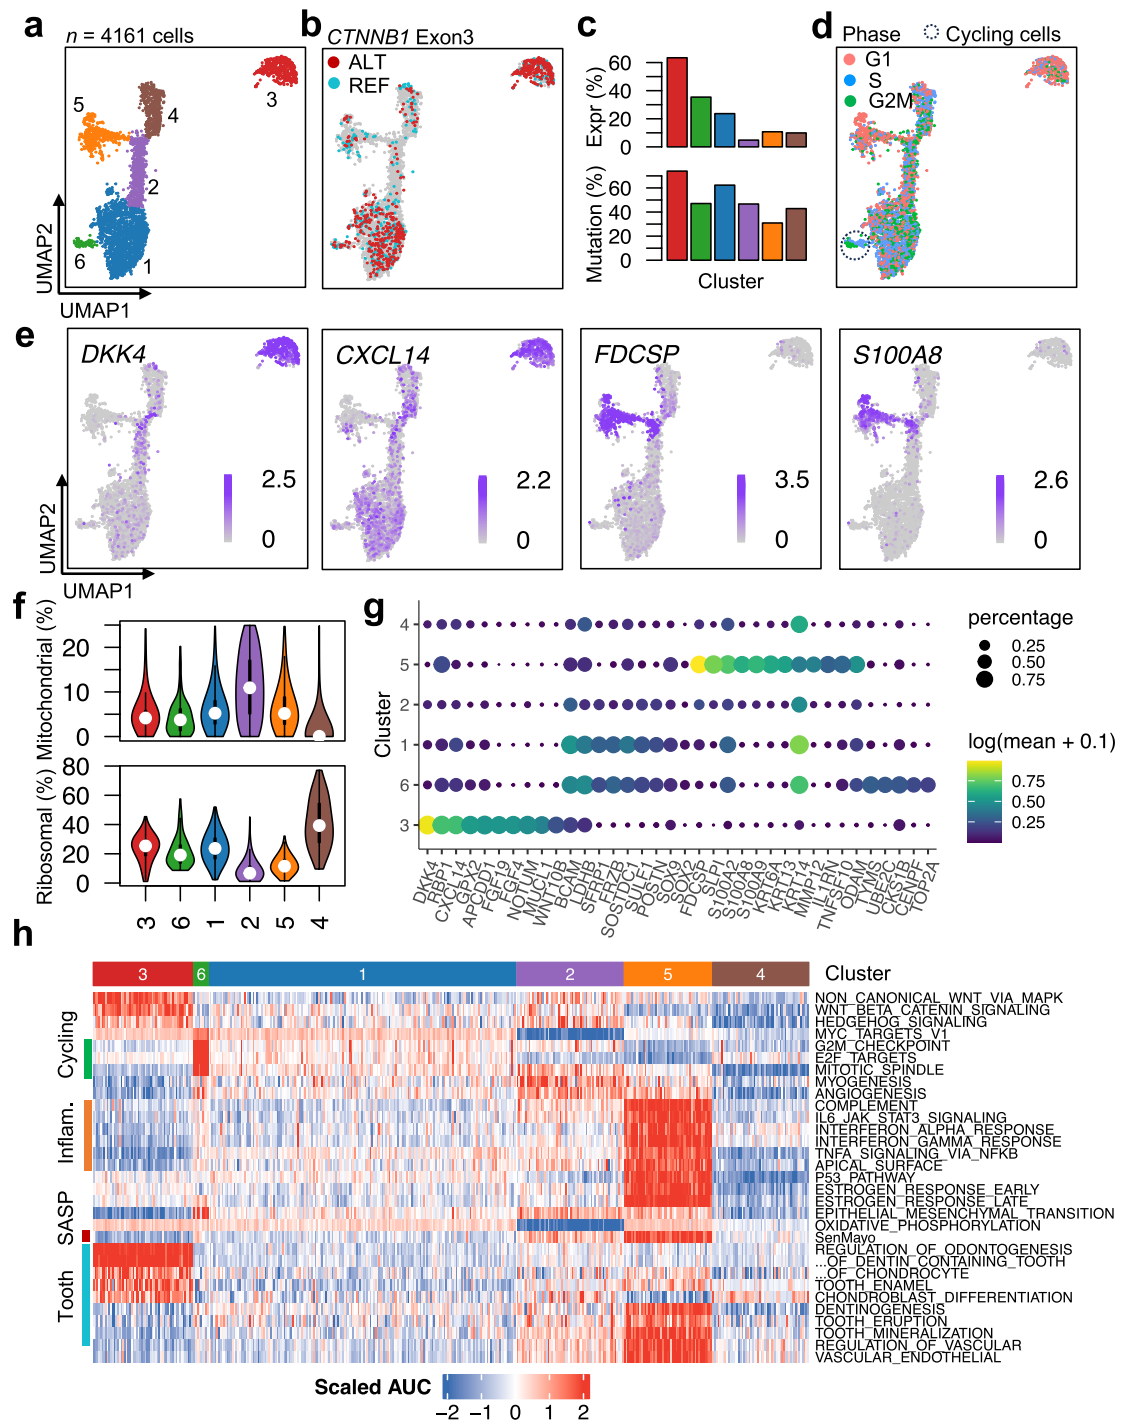 a
n = 4161 cells
5
4
3
2
6
1
UMAP2
UMAP1
b
CTNNB1 Exon3
ALT
REF
c
Expr (%)
60
40
20
0
Mutation (%)
60
40
20
0
Cluster
d
Phase
Cycling cells
G1
S
G2M
e
DKK4
2.5
0
CXCL14
2.2
0
FDCSP
3.5
0
S100A8
2.6
0
UMAP2
UMAP1
f
Mitochondrial (%)
20
10
0
Ribosomal (%)
80
60
40
20
0
3 6 1 2 5 4
g
Cluster
4
5
2
1
6
3
DKK4
RBP1
CXCL14
GPX2
APCDD1
FGF19
FGF4
NOTUM
MUCL1
WNT10B
BCAM
LDHB
SFRP1
FRZB
SOSTDC1
SULF1
POSTN
SOX9
SOX2
FDCSP
SLPI
S100A2
S100A8
S100A9
KRT6A
KRT13
KRT14
MMP12
IL1RN
TNFSF10
ODAM
TYMS
UBE2C
CKS1B
CENPF
TOP2A
percentage
0.25
0.50
0.75
log(mean + 0.1)
0.75
0.50
0.25
h
3 6 1 2 5 4 Cluster
Cycling
Inflam.
SASP
Tooth
NON_CANONICAL_WNT_VIA_MAPK
WNT_BETA_CATENIN_SIGNALING
HEDGEHOG_SIGNALING
MYC_TARGETS_V1
G2M_CHECKPOINT
E2F_TARGETS
MITOTIC_SPINDLE
MYOGENESIS
ANGIOGENESIS
COMPLEMENT
IL6_JAK_STAT3_SIGNALING
INTERFERON_ALPHA_RESPONSE
INTERFERON_GAMMA_RESPONSE
TNFA_SIGNALING_VIA_NFKB
APICAL_SURFACE
P53_PATHWAY
ESTROGEN_RESPONSE_EARLY
ESTROGEN_RESPONSE_LATE
EPITHELIAL_MESENCHYMAL_TRANSITION
OXIDATIVE_PHOSPHORYLATION
SenMayo
REGULATION_OF_ODONTOGENESIS
...OF_DENTIN_CONTAINING_TOOTH
...OF_CHONDROCYTE
TOOTH_ENAMEL
CHONDROBLAST_DIFFERENTIATION
DENTINOGENESIS
TOOTH_ERUPTION
TOOTH_MINERALIZATION
REGULATION_OF_VASCULAR
VASCULAR_ENDOTHELIAL
Scaled AUC
−2 −1 0 1 2